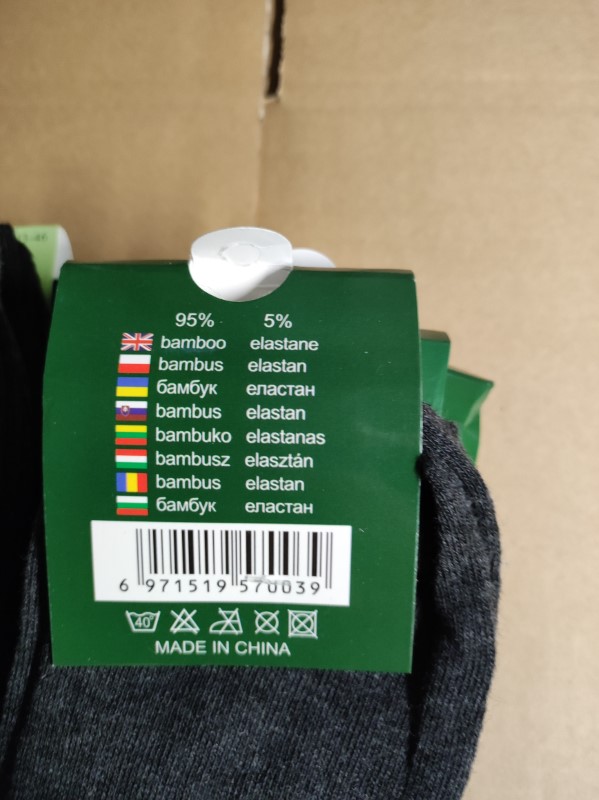 95% 5%
bamboo elastane
bambus elastan
бамбук еластан
bambus elastan
bambuko elastanas
bambusz elasztán
bambus elastan
бамбук еластан
6 971519 570039
40°
MADE IN CHINA